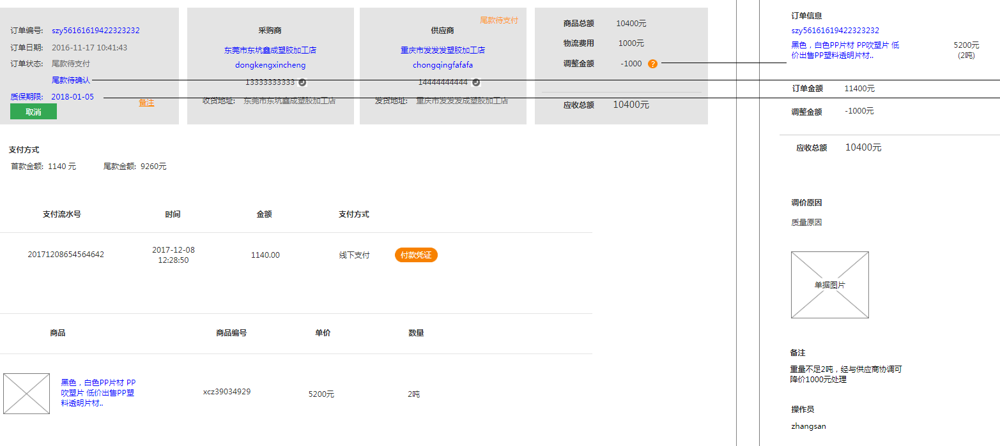 订单编号: szy56161619422323232
订单日期: 2016-11-17 10:41:43
订单状态: 尾款待支付
尾款待确认
质保期限: 2018-01-05
备注
取消
采购商
东莞市东坑鑫成塑胶加工店
dongkengxincheng
13333333333
收货地址: 东莞市东坑鑫成塑胶加工店
尾款待支付
供应商
重庆市发发发塑胶加工店
chongqingfafafa
14444444444
发货地址: 重庆市发发发成塑胶加工店
商品总额 10400元
物流费用 1000元
调整金额 -1000 ?
应收总额 10400元
支付方式
首款金额: 1140 元 尾款金额: 9260元
支付流水号 时间 金额 支付方式
20171208654564642 2017-12-08 12:28:50 1140.00 线下支付 付款凭证
商品 商品编号 单价 数量
黑色，白色PP片材 PP
吹塑片 低价出售PP塑
料透明片材..
xcz39034929 5200元 2吨
订单信息
szy56161619422323232
黑色，白色PP片材 PP吹塑片 低 5200元
价出售PP塑料透明片材.. (2吨)
订单金额 11400元
调整金额 -1000元
应收总额 10400元
调价原因
质量原因
单据图片
备注
重量不足2吨，经与供应商协调可
降价1000元处理
操作员
zhangsan